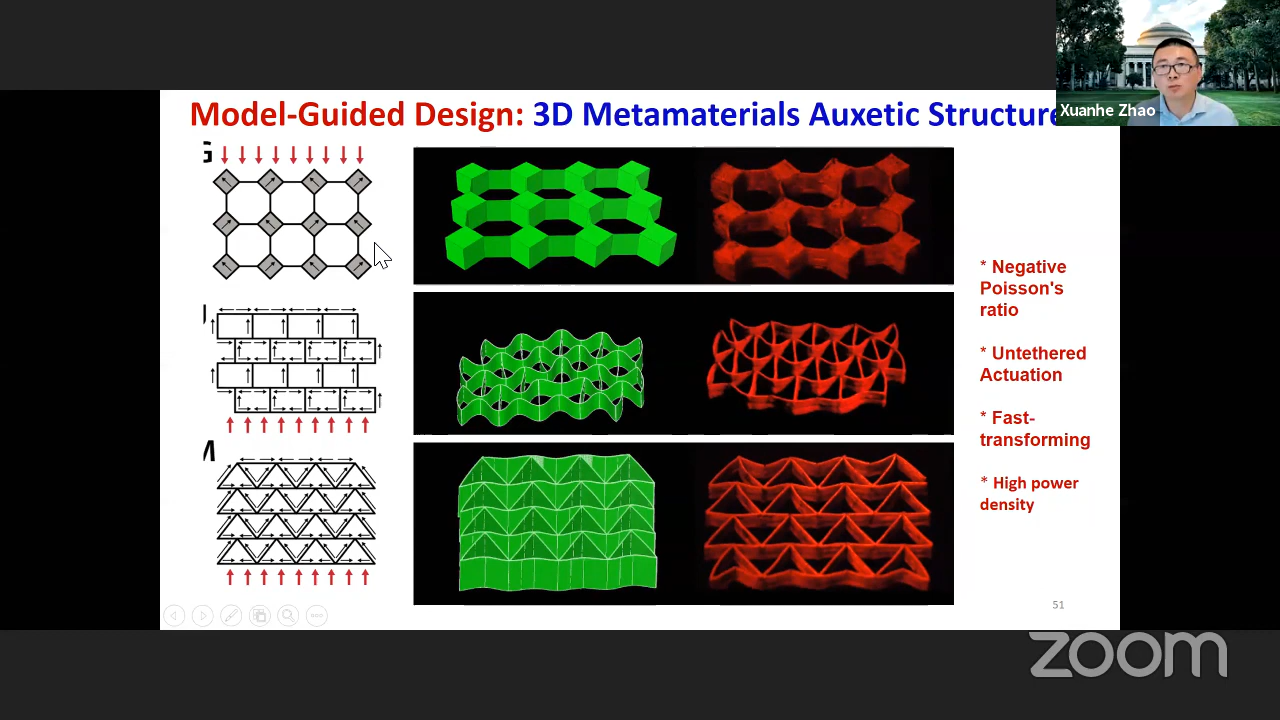 Model-Guided Design: 3D Metamaterials Auxetic Structure
Xuanhe Zhao
G
M
* Negative
Poisson's
ratio
* Untethered
Actuation
* Fast-
transforming
* High power
density
51
zoom